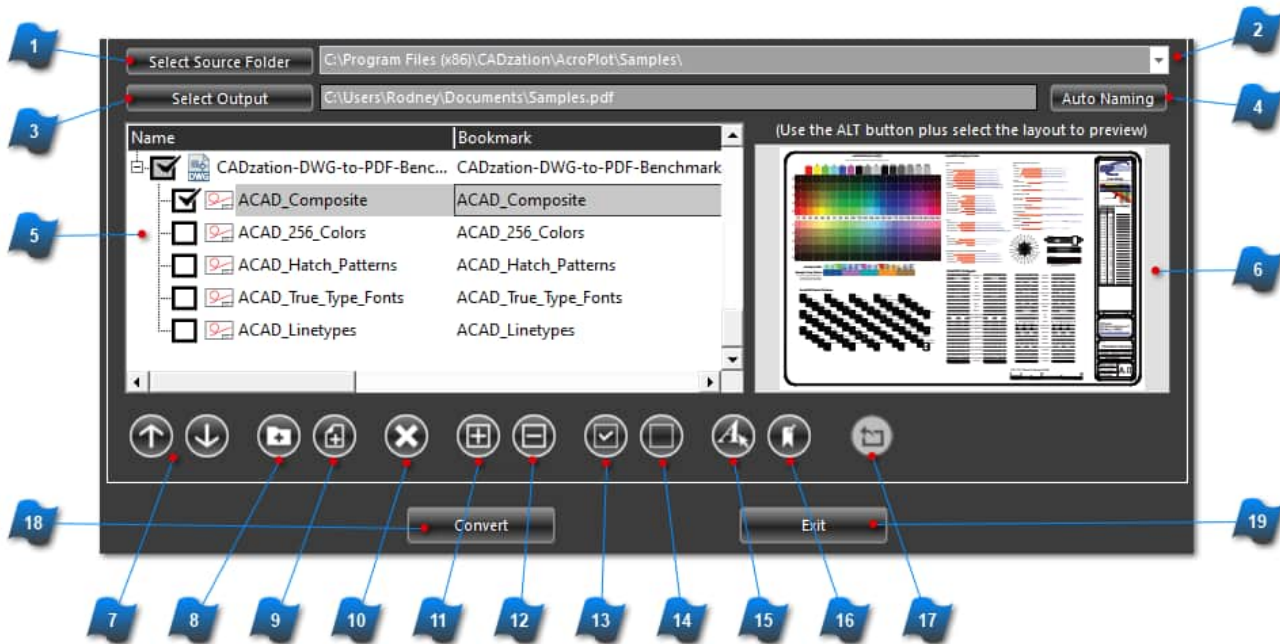 1
2
Select Source Folder
C:\Program Files (x86)\CADzation\AcroPlot\Samples\
3
Select Output
C:\Users\Rodney\Documents\Samples.pdf
Auto Naming
4
Name
Bookmark
(Use the ALT button plus select the layout to preview)
DWG
CADzation-DWG-to-PDF-Benc...
CADzation-DWG-to-PDF-Benchmark
ACAD_Composite
ACAD_Composite
5
ACAD_256_Colors
ACAD_256_Colors
6
ACAD_Hatch_Patterns
ACAD_Hatch_Patterns
ACAD_True_Type_Fonts
ACAD_True_Type_Fonts
ACAD_Linetypes
ACAD_Linetypes
A
18
Convert
Exit
19
7
8
9
10
11
12
13
14
15
16
17